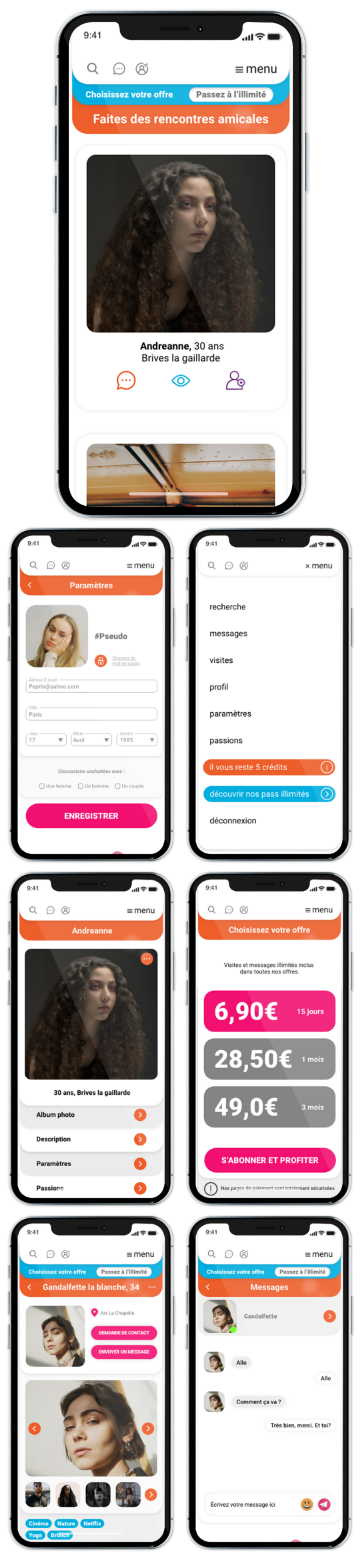 9:41
≡ menu
Choisissez votre offre Passez à l'illimité
Faites des rencontres amicales
Andreanne, 30 ans
Brives la gaillarde
9:41
≡ menu
Paramètres
#Pseudo
Changer de
mot de passe
Adresse E-mail
Pepins@yahoo.com
Ville
Paris
Jour Mois Année
17 Avril 1985
Discussions souhaitées avec :
Une femme Un homme Un couple
ENREGISTRER
9:41
× menu
recherche
messages
visites
profil
paramètres
passions
il vous reste 5 crédits
découvrir nos pass illimités
déconnexion
9:41
≡ menu
Andreanne
30 ans, Brives la gaillarde
Album photo
Description
Paramètres
Passions
9:41
≡ menu
Choisissez votre offre
Visites et messages illimités inclus
dans toutes nos offres.
6,90€ 15 jours
28,50€ 1 mois
49,0€ 3 mois
S'ABONNER ET PROFITER
Nos pages de paiement sont totalement sécurisées
9:41
≡ menu
Choisissez votre offre Passez à l'illimité
Gandalfette la blanche, 34
Aix La Chapelle
DEMANDE DE CONTACT
ENVOYER UN MESSAGE
Cinéma Nature Netflix
Yoga Brunch
9:41
≡ menu
Choisissez votre offre Passez à l'illimité
Messages
Gandalfette
Allo
Allo
Comment ça va ?
Très bien, merci. Et toi?
Écrivez votre message ici